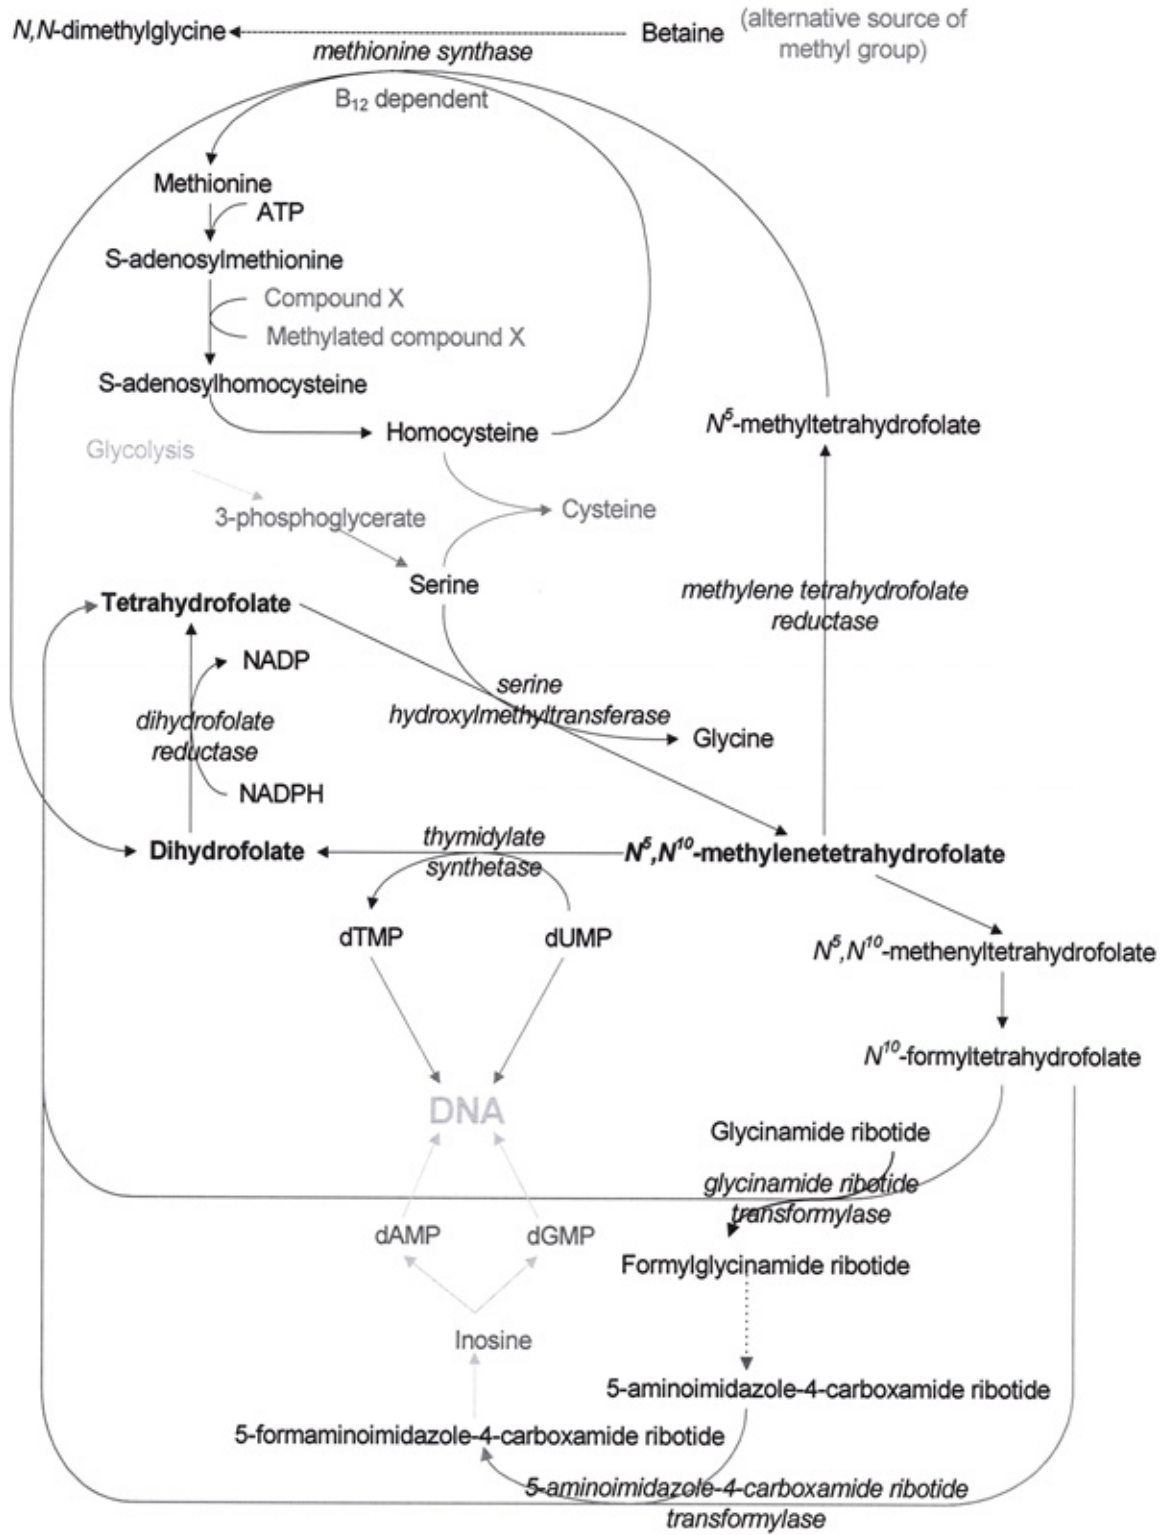 N,N-dimethylglycine
Betaine
(alternative source of
methyl group)
methionine synthase
B₁₂ dependent
Methionine
ATP
S-adenosylmethionine
Compound X
Methylated compound X
S-adenosylhomocysteine
Homocysteine
N⁵-methyltetrahydrofolate
Glycolysis
3-phosphoglycerate
Cysteine
Serine
Tetrahydrofolate
methylene tetrahydrofolate
reductase
NADP
serine
hydroxylmethyltransferase
dihydrofolate
reductase
Glycine
NADPH
Dihydrofolate
thymidylate
synthetase
N⁵,N¹⁰-methylenetetrahydrofolate
dTMP
dUMP
N⁵,N¹⁰-methenyltetrahydrofolate
N¹⁰-formyltetrahydrofolate
DNA
Glycinamide ribotide
glycinamide ribotide
transformylase
dAMP
dGMP
Formylglycinamide ribotide
Inosine
5-aminoimidazole-4-carboxamide ribotide
5-formaminoimidazole-4-carboxamide ribotide
5-aminoimidazole-4-carboxamide ribotide
transformylase